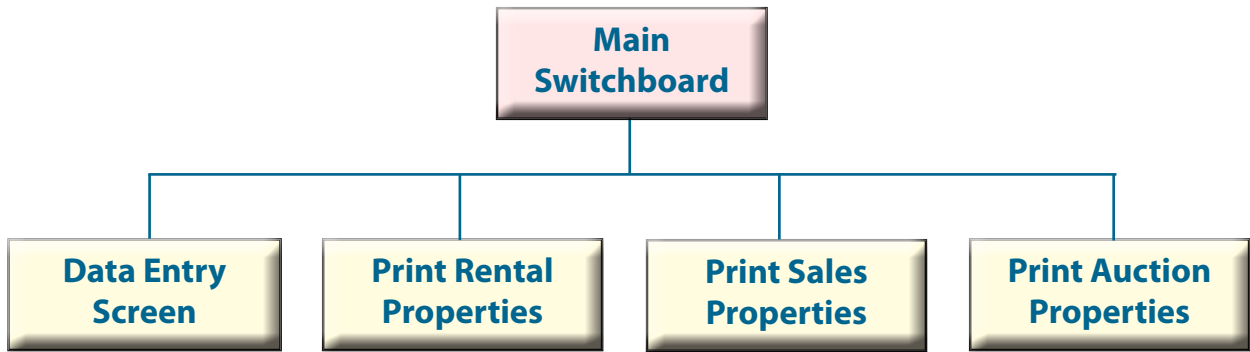 Main
Switchboard
Data Entry
Screen
Print Rental
Properties
Print Sales
Properties
Print Auction
Properties